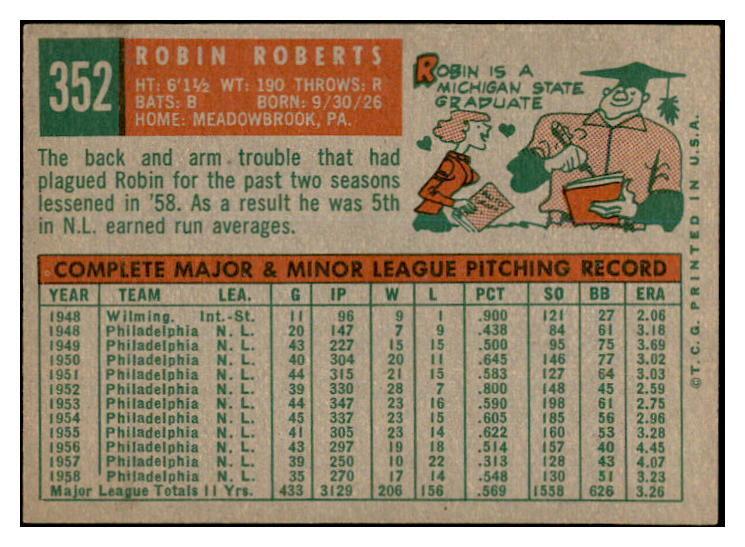 352
ROBIN ROBERTS
HT: 6'1½ WT: 190 THROWS: R
BATS: B BORN: 9/30/26
HOME: MEADOWBROOK, PA.
ROBIN IS A
MICHIGAN STATE
GRADUATE
The back and arm trouble that had
plagued Robin for the past two seasons
lessened in '58. As a result he was 5th
in N.L. earned run averages.
COMPLETE MAJOR & MINOR LEAGUE PITCHING RECORD
YEAR TEAM LEA. G IP W L PCT SO BB ERA
1948 Wilming. Int.-St. 11 96 9 1 .900 121 27 2.06
1948 Philadelphia N. L. 20 147 7 9 .438 84 61 3.18
1949 Philadelphia N. L. 43 227 15 15 .500 95 75 3.69
1950 Philadelphia N. L. 40 304 20 11 .645 146 77 3.02
1951 Philadelphia N. L. 44 315 21 15 .583 127 64 3.03
1952 Philadelphia N. L. 39 330 28 7 .800 148 45 2.59
1953 Philadelphia N. L. 44 347 23 16 .590 198 61 2.75
1954 Philadelphia N. L. 45 337 23 15 .605 185 56 2.96
1955 Philadelphia N. L. 41 305 23 14 .622 160 53 3.28
1956 Philadelphia N. L. 43 297 19 18 .514 157 40 4.45
1957 Philadelphia N. L. 39 250 10 22 .313 128 43 4.07
1958 Philadelphia N. L. 35 270 17 14 .548 130 51 3.23
Major League Totals 11 Yrs. 433 3129 206 156 .569 1558 626 3.26
© T. C. G. PRINTED IN U.S.A.